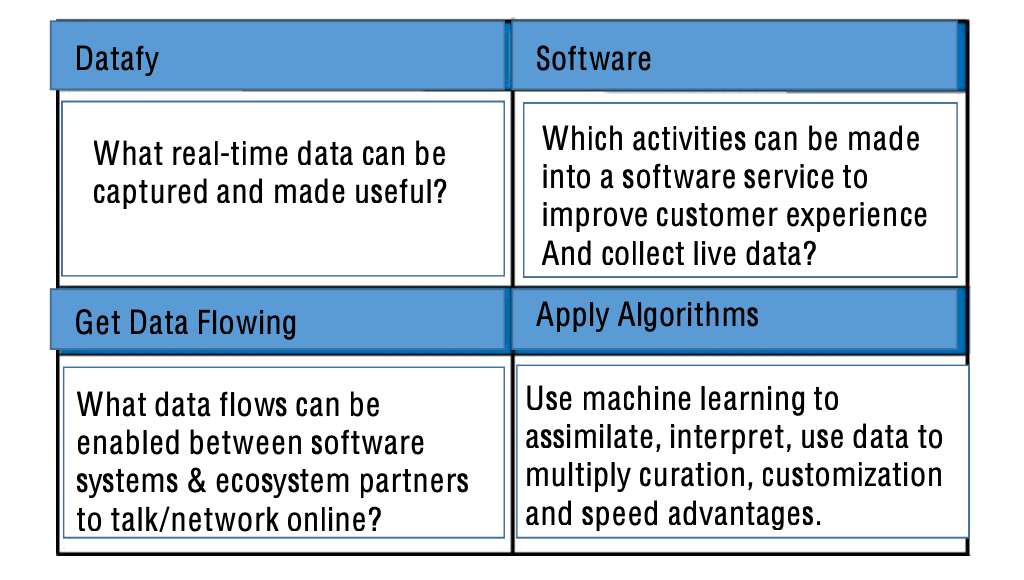 Datafy
What real-time data can be
captured and made useful?
Software
Which activities can be made
into a software service to
improve customer experience
And collect live data?
Get Data Flowing
What data flows can be
enabled between software
systems & ecosystem partners
to talk/network online?
Apply Algorithms
Use machine learning to
assimilate, interpret, use data to
multiply curation, customization
and speed advantages.